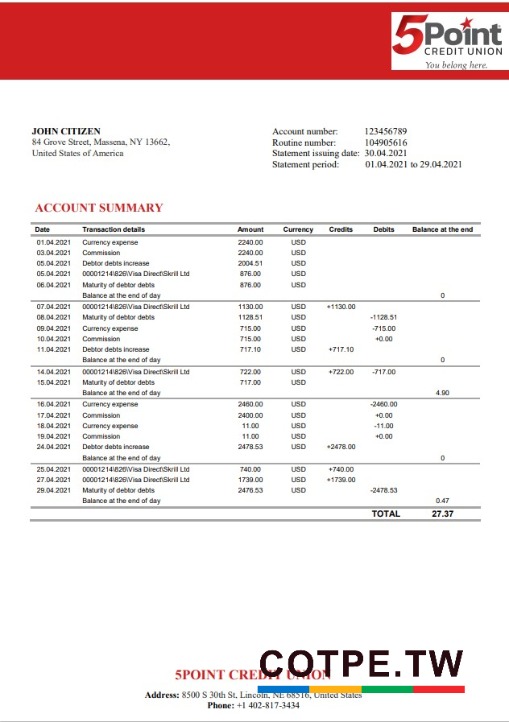 5Point
CREDIT UNION
You belong here.
JOHN CITIZEN
84 Grove Street, Massena, NY 13662,
United States of America
Account number: 123456789
Routine number: 104905616
Statement issuing date: 30.04.2021
Statement period: 01.04.2021 to 29.04.2021
ACCOUNT SUMMARY
Date Transaction details Amount Currency Credits Debits Balance at the end
01.04.2021 Currency expense 2240.00 USD
03.04.2021 Commission 2240.00 USD
05.04.2021 Debtor debts increase 2004.51 USD
05.04.2021 00001214\826\Visa Direct\Skrill Ltd 876.00 USD
06.04.2021 Maturity of debtor debts 876.00 USD
Balance at the end of day 0
07.04.2021 00001214\826\Visa Direct\Skrill Ltd 1130.00 USD +1130.00
08.04.2021 Maturity of debtor debts 1128.51 USD -1128.51
09.04.2021 Currency expense 715.00 USD -715.00
10.04.2021 Commission 715.00 USD +0.00
11.04.2021 Debtor debts increase 717.10 USD +717.10
Balance at the end of day 0
14.04.2021 00001214\826\Visa Direct\Skrill Ltd 722.00 USD +722.00 -717.00
15.04.2021 Maturity of debtor debts 717.00 USD
Balance at the end of day 4.90
16.04.2021 Currency expense 2460.00 USD -2460.00
17.04.2021 Commission 2400.00 USD +0.00
18.04.2021 Currency expense 11.00 USD -11.00
19.04.2021 Commission 11.00 USD +0.00
24.04.2021 Debtor debts increase 2478.53 USD +2478.00
Balance at the end of day 0
25.04.2021 00001214\826\Visa Direct\Skrill Ltd 740.00 USD +740.00
27.04.2021 00001214\826\Visa Direct\Skrill Ltd 1739.00 USD +1739.00
29.04.2021 Maturity of debtor debts 2478.53 USD -2478.53
Balance at the end of day 0.47
TOTAL 27.37
COTPE.TW
5POINT CREDIT UNION
Address: 8500 S 30th St. Lincoln, NE 68516, United States
Phone: +1 402-817-3434